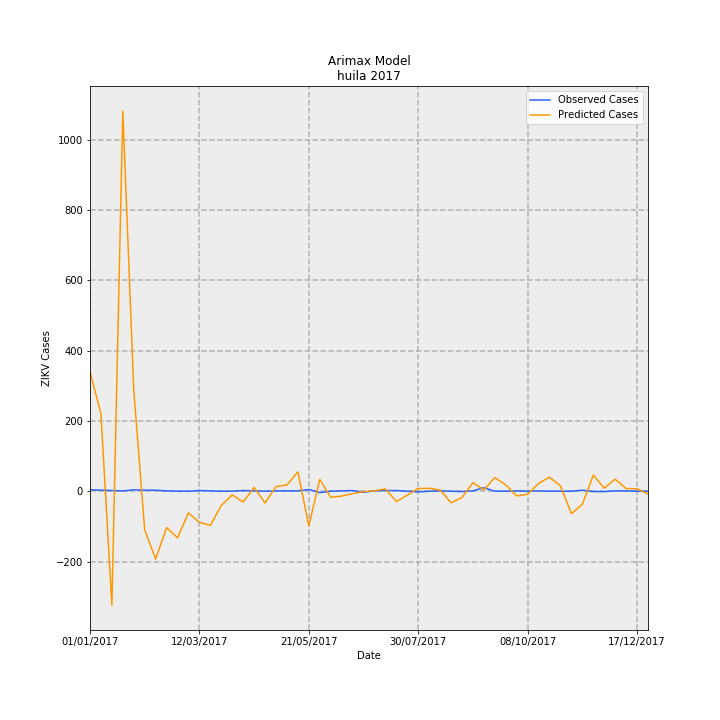 Arimax Model
huila 2017
Observed Cases
Predicted Cases
1000
800
600
400
200
0
−200
ZIKV Cases
01/01/2017
12/03/2017
21/05/2017
30/07/2017
08/10/2017
17/12/2017
Date